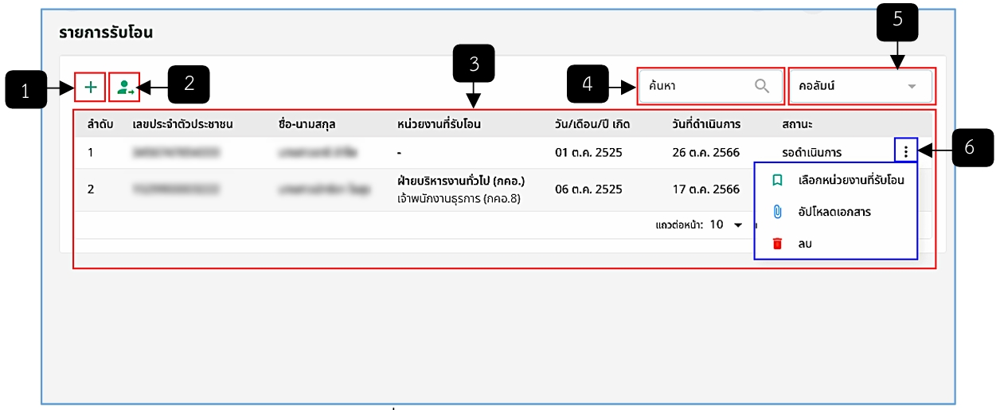 5
รายการรับโอน
1
2
3
4
ค้นหา
คอลัมน์
ลำดับ เลขประจำตัวประชาชน ชื่อ-นามสกุล หน่วยงานที่รับโอน วัน/เดือน/ปี เกิด วันที่ดำเนินการ สถานะ
1 - 01 ต.ค. 2525 26 ต.ค. 2566 รอดำเนินการ
6
เลือกหน่วยงานที่รับโอน
2 ฝ่ายบริหารงานทั่วไป (กคอ.) 06 ต.ค. 2525 17 ต.ค. 2566
เจ้าพนักงานธุรการ (กคอ.8)
อัปโหลดเอกสาร
แถวต่อหน้า: 10
ลบ